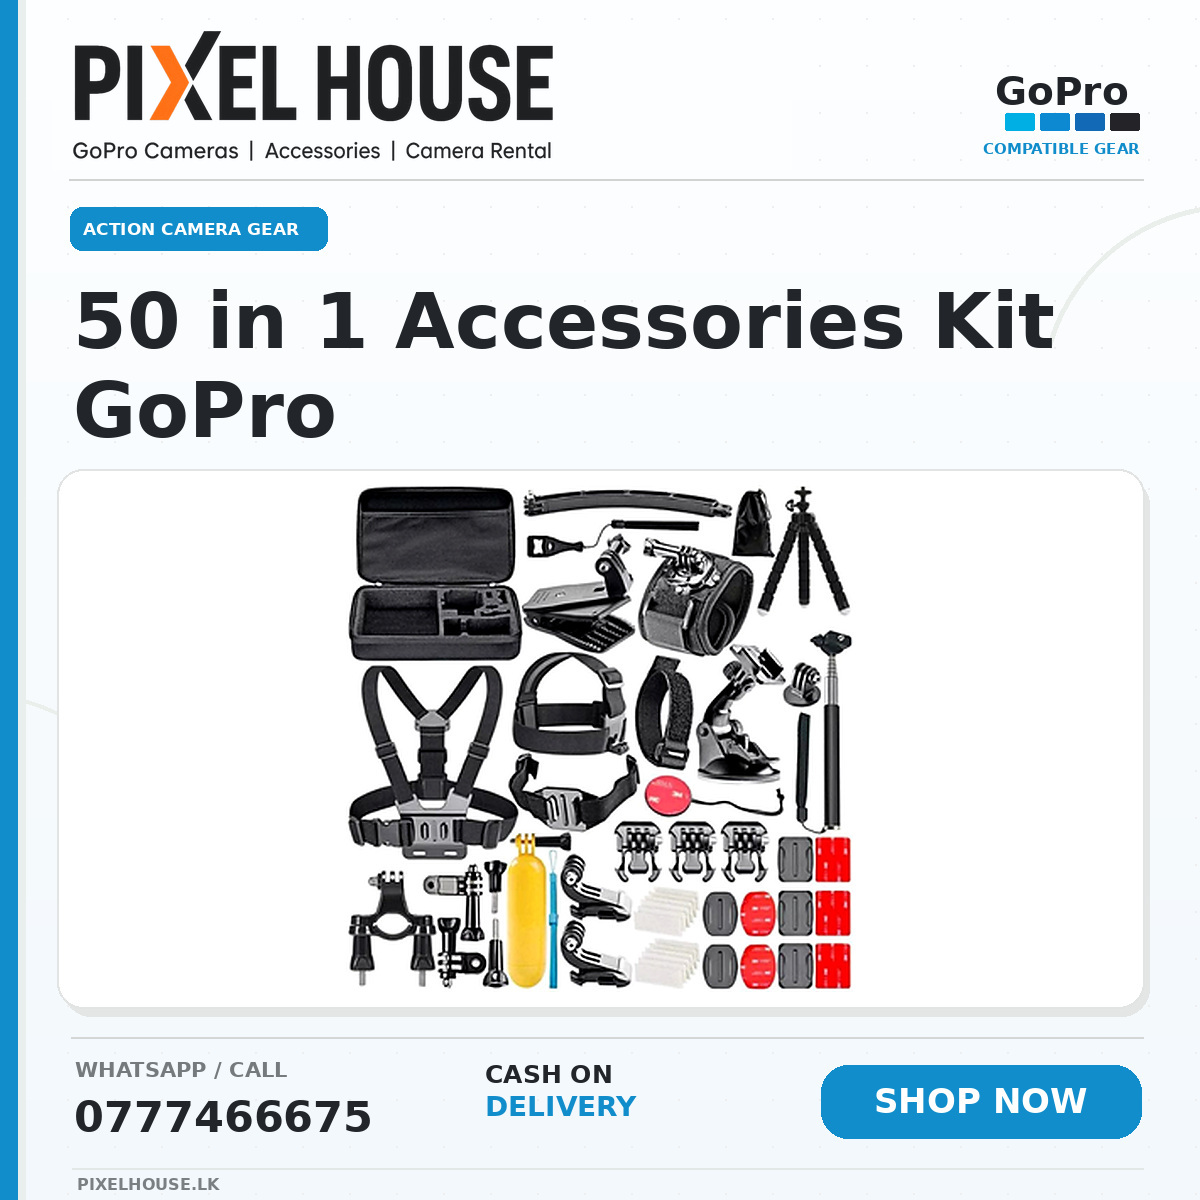 PIXEL HOUSE
GoPro Cameras | Accessories | Camera Rental
GoPro
COMPATIBLE GEAR
ACTION CAMERA GEAR
50 in 1 Accessories Kit
GoPro
3M
WHATSAPP / CALL
0777466675
CASH ON
DELIVERY
SHOP NOW
PIXELHOUSE.LK